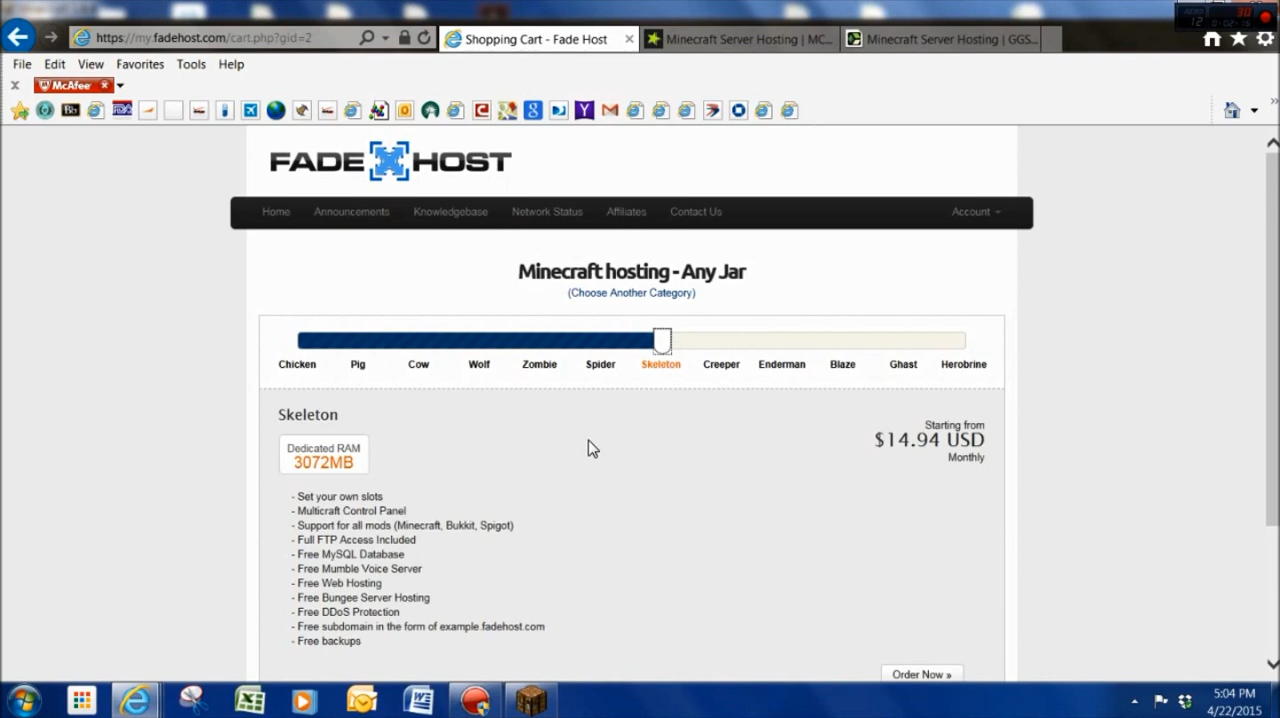 https://my.fadehost.com/cart.php?gid=2
Shopping Cart - Fade Host
Minecraft Server Hosting | MC...
Minecraft Server Hosting | GGS...
30
12
File Edit View Favorites Tools Help
x McAfee
Bb
FADE HOST
Home Announcements Knowledgebase Network Status Affiliates Contact Us Account
Minecraft hosting - Any Jar
(Choose Another Category)
Chicken Pig Cow Wolf Zombie Spider Skeleton Creeper Enderman Blaze Ghast Herobrine
Skeleton
Starting from
$14.94 USD
Monthly
Dedicated RAM
3072MB
- Set your own slots
- Multicraft Control Panel
- Support for all mods (Minecraft, Bukkit, Spigot)
- Full FTP Access Included
- Free MySQL Database
- Free Mumble Voice Server
- Free Web Hosting
- Free Bungee Server Hosting
- Free DDoS Protection
- Free subdomain in the form of example.fadehost.com
- Free backups
Order Now »
5:04 PM
4/22/2015